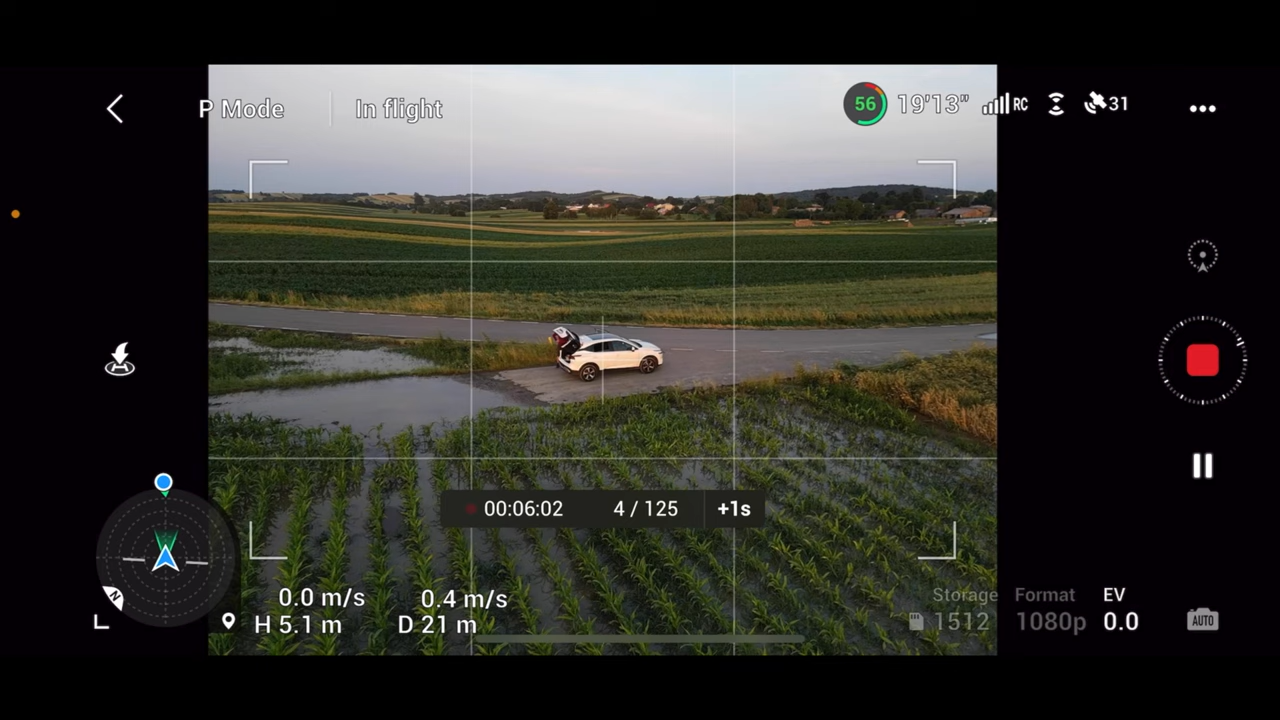 P Mode In flight 56 19'13" RC 31
00:06:02 4 / 125 +1s
N
0.0 m/s 0.4 m/s
H 5.1 m D 21 m
Storage Format EV
1512 1080p 0.0
AUTO